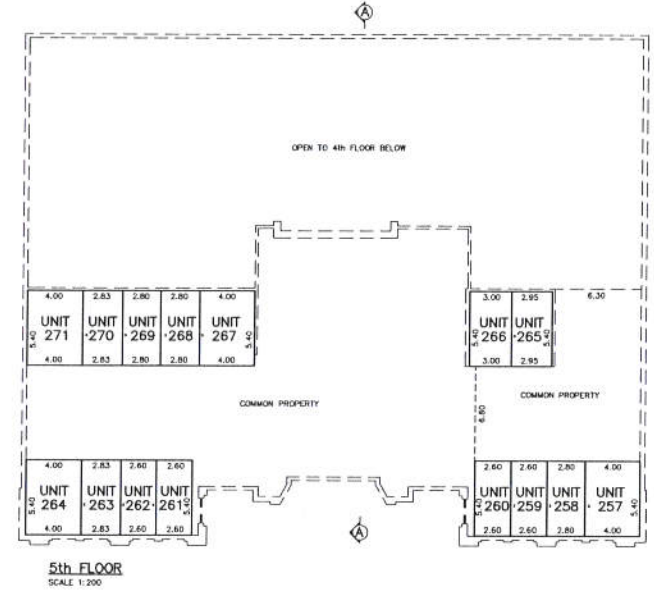 A
OPEN TO 4th FLOOR BELOW
4.00 2.83 2.80 2.80 4.00
UNIT 271
UNIT 270
UNIT 269
UNIT 268
UNIT 267
5.40 5.40
4.00 2.83 2.80 2.80 4.00
3.00 2.95 6.30
UNIT 266
UNIT 265
5.40 5.40
3.00 2.95
COMMON PROPERTY
COMMON PROPERTY
6.80
4.00 2.83 2.60 2.60
UNIT 264
UNIT 263
UNIT 262
UNIT 261
5.40 5.40
4.00 2.83 2.60 2.60
2.60 2.60 2.80 4.00
UNIT 260
UNIT 259
UNIT 258
UNIT 257
5.40 5.40
2.60 2.60 2.80 4.00
A
5th FLOOR
SCALE 1:200